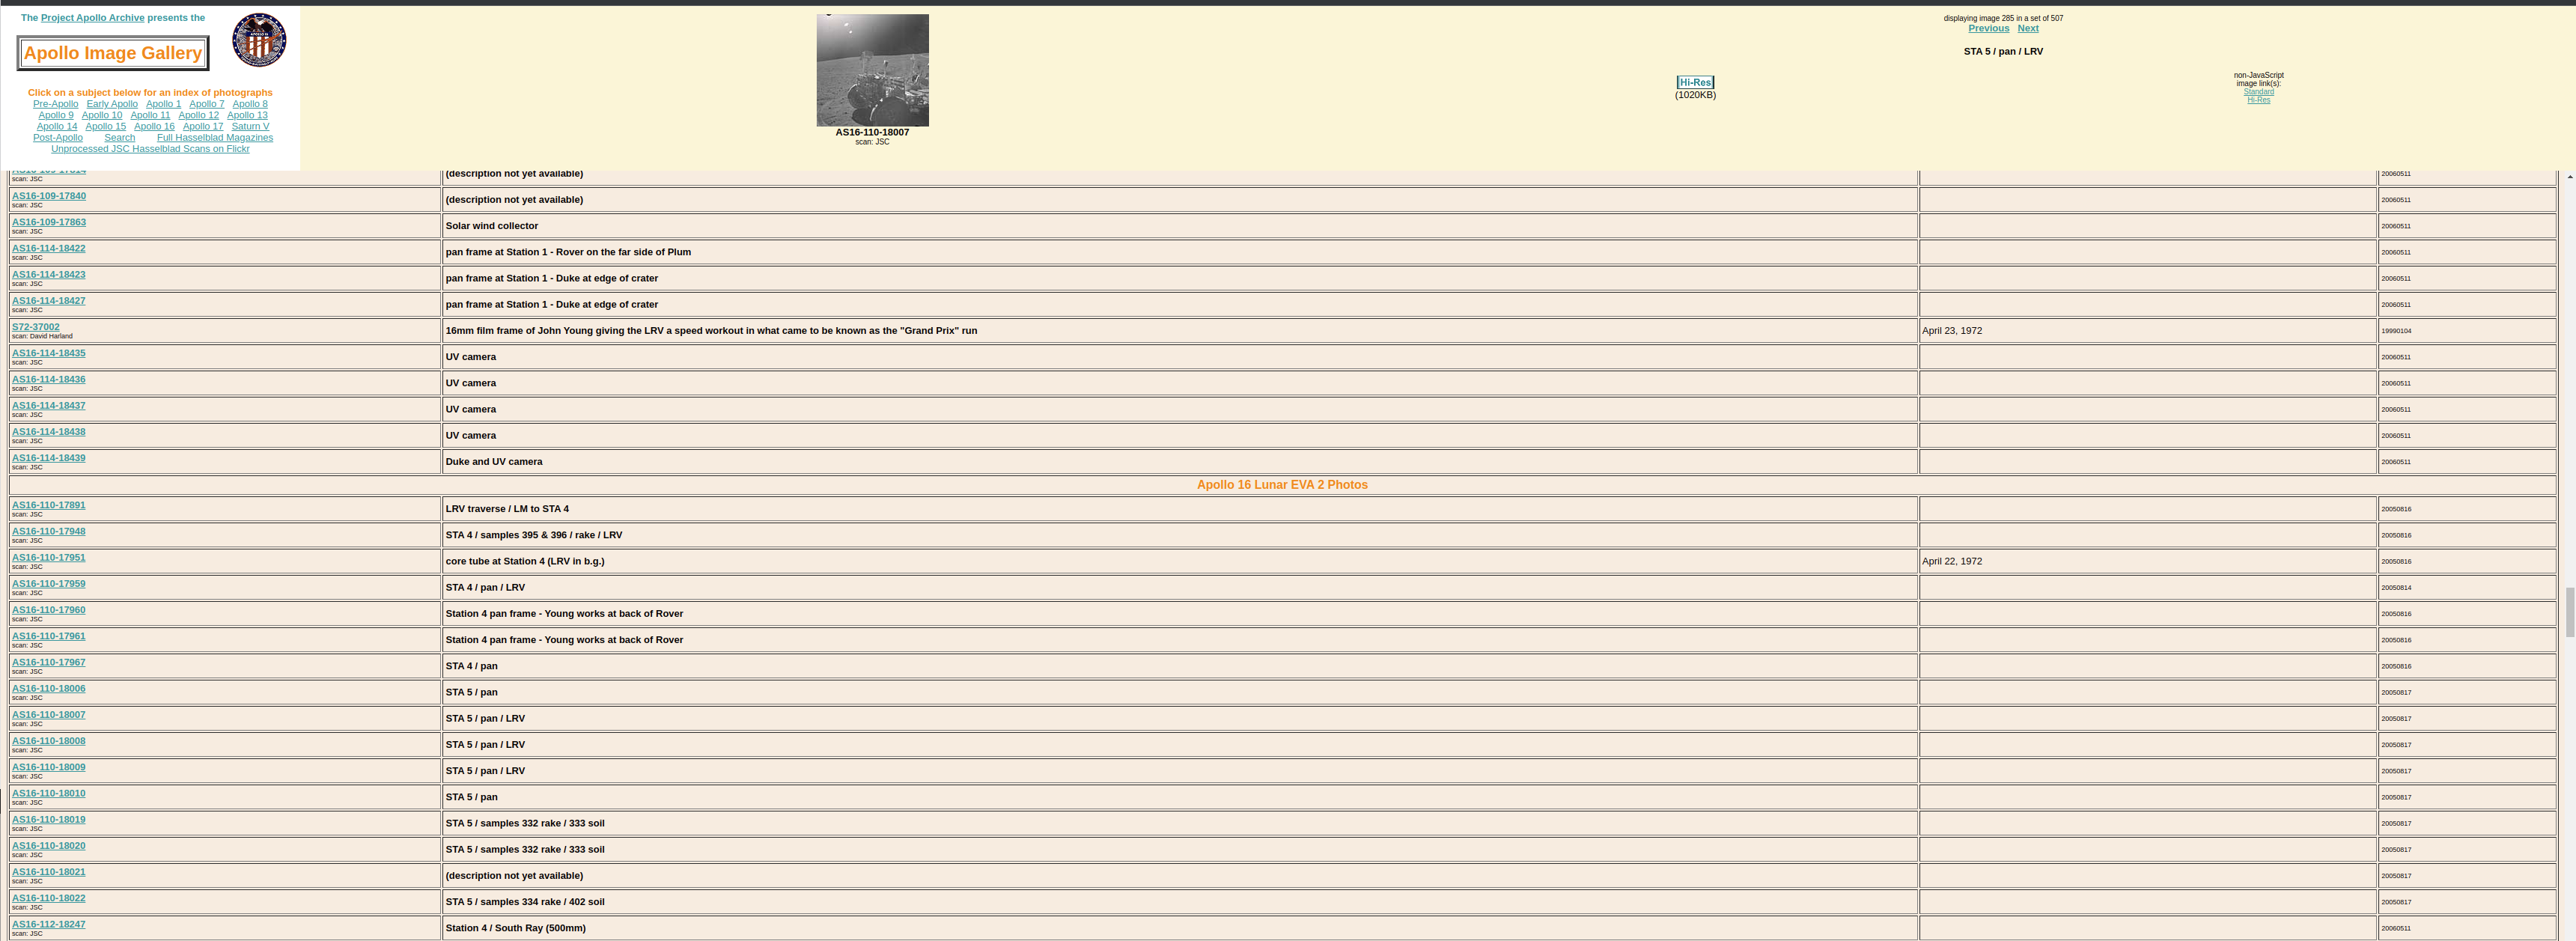 The Project Apollo Archive presents the
Apollo Image Gallery
Click on a subject below for an index of photographs
Pre-Apollo Early Apollo Apollo 1 Apollo 7 Apollo 8
Apollo 9 Apollo 10 Apollo 11 Apollo 12 Apollo 13
Apollo 14 Apollo 15 Apollo 16 Apollo 17 Saturn V
Post-Apollo Search Full Hasselblad Magazines
Unprocessed JSC Hasselblad Scans on Flickr
AS16-110-18007
scan: JSC
Hi-Res
(1020KB)
displaying image 285 in a set of 507
Previous Next
STA 5 / pan / LRV
non-JavaScript
image link(s):
Standard
Hi-Res
scan: JSC
(description not yet available)
20060511
AS16-109-17840
scan: JSC
(description not yet available)
20060511
AS16-109-17863
scan: JSC
Solar wind collector
20060511
AS16-114-18422
scan: JSC
pan frame at Station 1 - Rover on the far side of Plum
20060511
AS16-114-18423
scan: JSC
pan frame at Station 1 - Duke at edge of crater
20060511
AS16-114-18427
scan: JSC
pan frame at Station 1 - Duke at edge of crater
20060511
S72-37002
scan: David Harland
16mm film frame of John Young giving the LRV a speed workout in what came to be known as the "Grand Prix" run
April 23, 1972
19990104
AS16-114-18435
scan: JSC
UV camera
20060511
AS16-114-18436
scan: JSC
UV camera
20060511
AS16-114-18437
scan: JSC
UV camera
20060511
AS16-114-18438
scan: JSC
UV camera
20060511
AS16-114-18439
scan: JSC
Duke and UV camera
20060511
Apollo 16 Lunar EVA 2 Photos
AS16-110-17891
scan: JSC
LRV traverse / LM to STA 4
20050816
AS16-110-17948
scan: JSC
STA 4 / samples 395 & 396 / rake / LRV
20050816
AS16-110-17951
scan: JSC
core tube at Station 4 (LRV in b.g.)
April 22, 1972
20050816
AS16-110-17959
scan: JSC
STA 4 / pan / LRV
20050814
AS16-110-17960
scan: JSC
Station 4 pan frame - Young works at back of Rover
20050816
AS16-110-17961
scan: JSC
Station 4 pan frame - Young works at back of Rover
20050816
AS16-110-17967
scan: JSC
STA 4 / pan
20050816
AS16-110-18006
scan: JSC
STA 5 / pan
20050817
AS16-110-18007
scan: JSC
STA 5 / pan / LRV
20050817
AS16-110-18008
scan: JSC
STA 5 / pan / LRV
20050817
AS16-110-18009
scan: JSC
STA 5 / pan / LRV
20050817
AS16-110-18010
scan: JSC
STA 5 / pan
20050817
AS16-110-18019
scan: JSC
STA 5 / samples 332 rake / 333 soil
20050817
AS16-110-18020
scan: JSC
STA 5 / samples 332 rake / 333 soil
20050817
AS16-110-18021
scan: JSC
(description not yet available)
20050817
AS16-110-18022
scan: JSC
STA 5 / samples 334 rake / 402 soil
20050817
AS16-112-18247
scan: JSC
Station 4 / South Ray (500mm)
20060511